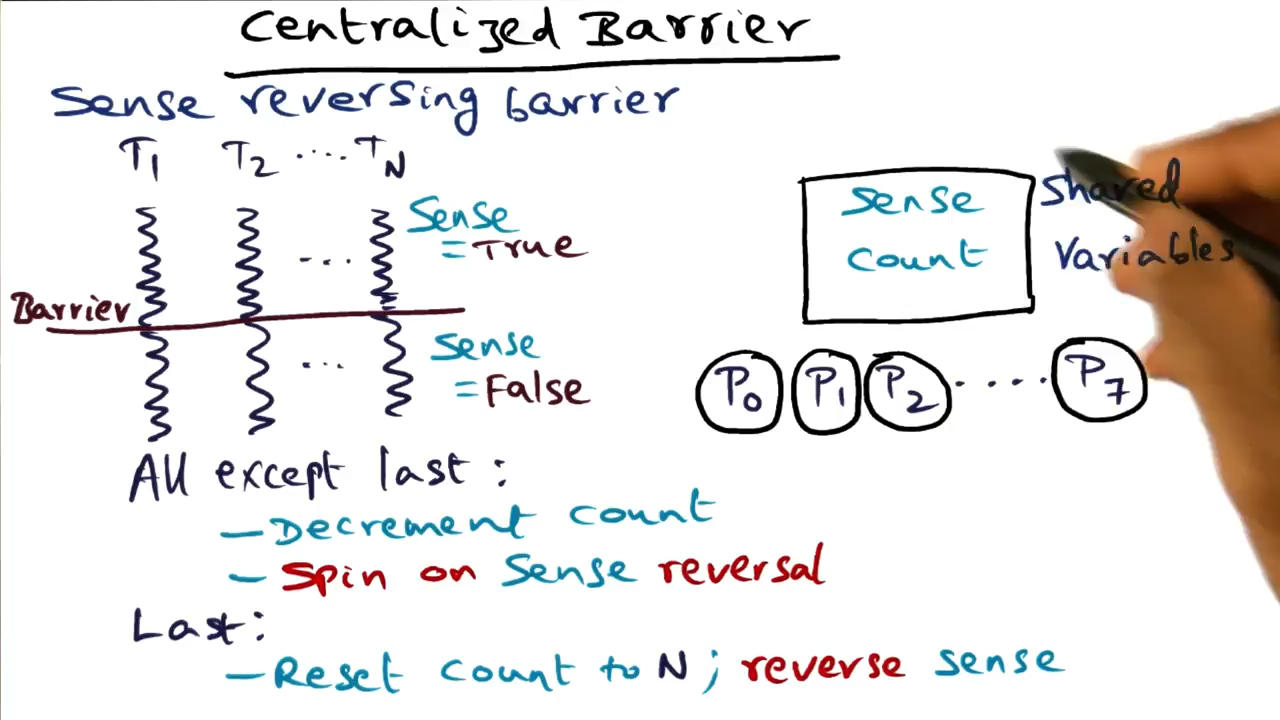 Centralized Barrier
Sense reversing barrier
T1 T2 .... TN
Sense
= True
Barrier
Sense
= False
Sense
Count
Shared
Variables
P0 P1 P2 .... P7
All except last :
- Decrement count
- Spin on Sense reversal
Last:
- Reset count to N ; reverse sense